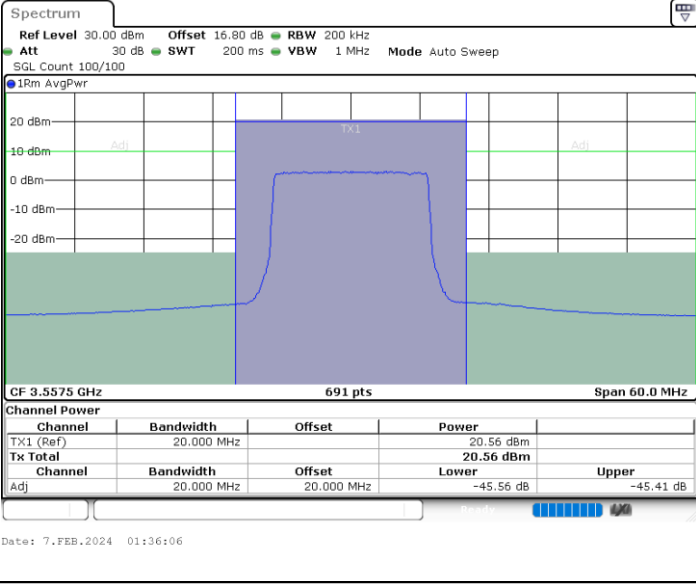 Spectrum
Ref Level 30.00 dBm Offset 16.80 dB RBW 200 kHz
Att 30 dB SWT 200 ms VBW 1 MHz Mode Auto Sweep
SGL Count 100/100
1Rm AvgPwr
20 dBm
TX1
Adj Adj
10 dBm
0 dBm
-10 dBm
-20 dBm
CF 3.5575 GHz 691 pts Span 60.0 MHz
Channel Power
Channel Bandwidth Offset Power
TX1 (Ref) 20.000 MHz 20.56 dBm
Tx Total 20.56 dBm
Channel Bandwidth Offset Lower Upper
Adj 20.000 MHz 20.000 MHz -45.56 dB -45.41 dB
Ready
Date: 7.FEB.2024 01:36:06